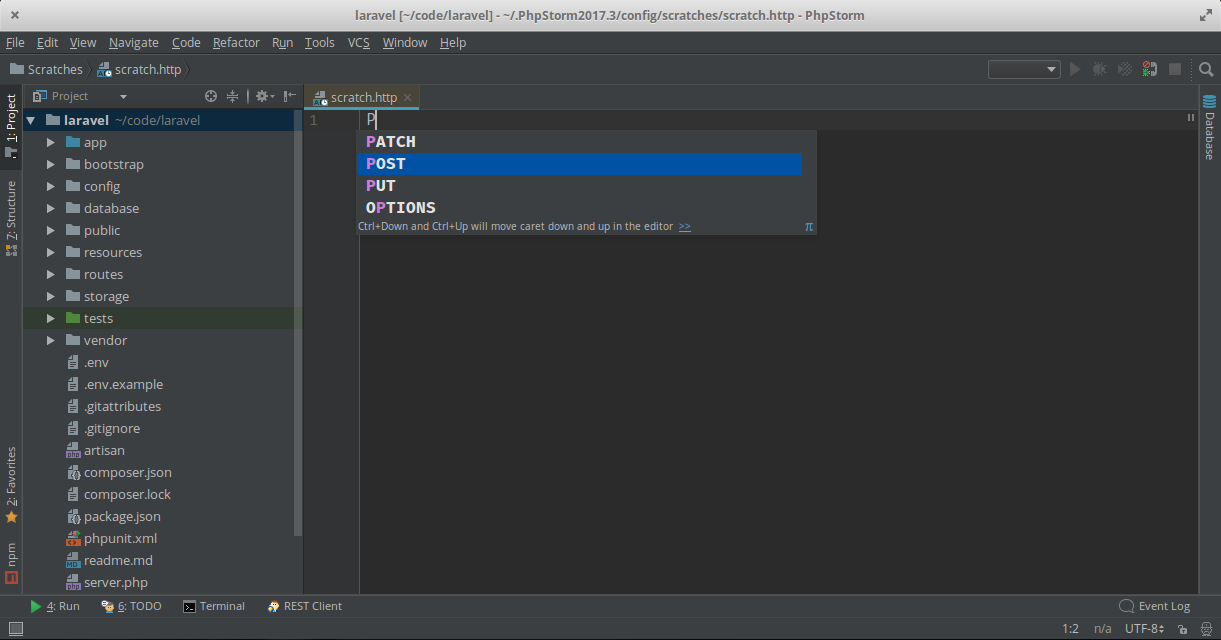 laravel [~/code/laravel] - ~/.PhpStorm2017.3/config/scratches/scratch.http - PhpStorm
File Edit View Navigate Code Refactor Run Tools VCS Window Help
Scratches scratch.http
1: Project
7: Structure
2: Favorites
npm
Project
laravel ~/code/laravel
app
bootstrap
config
database
public
resources
routes
storage
tests
vendor
.env
.env.example
.gitattributes
.gitignore
artisan
composer.json
composer.lock
package.json
phpunit.xml
readme.md
server.php
scratch.http
1 P
PATCH
POST
PUT
OPTIONS
Ctrl+Down and Ctrl+Up will move caret down and up in the editor >> π
Database
4: Run 6: TODO Terminal REST Client Event Log
1:2 n/a UTF-8